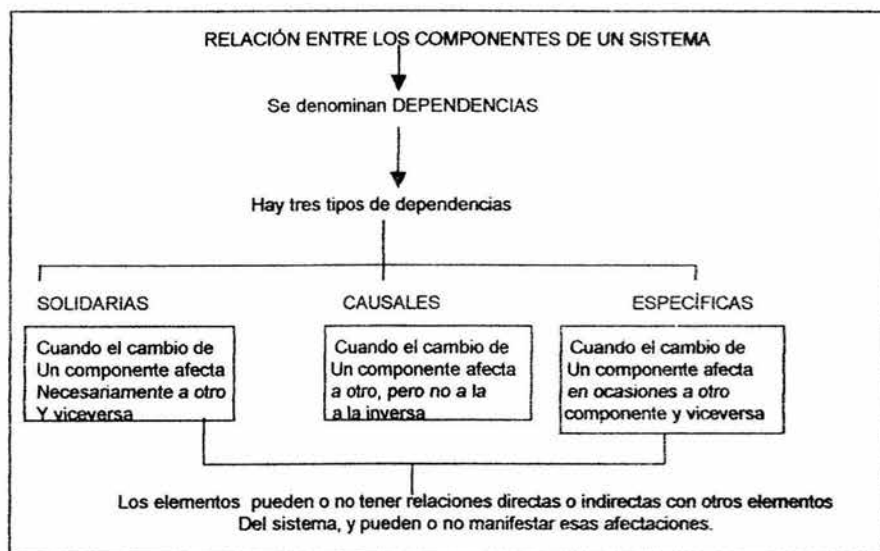 RELACIÓN ENTRE LOS COMPONENTES DE UN SISTEMA
Se denominan DEPENDENCIAS
Hay tres tipos de dependencias
SOLIDARIAS
Cuando el cambio de
Un componente afecta
Necesariamente a otro
Y viceversa
CAUSALES
Cuando el cambio de
Un componente afecta
a otro, pero no a la
a la inversa
ESPECÍFICAS
Cuando el cambio de
Un componente afecta
en ocasiones a otro
componente y viceversa
Los elementos pueden o no tener relaciones directas o indirectas con otros elementos
Del sistema, y pueden o no manifestar esas afectaciones.